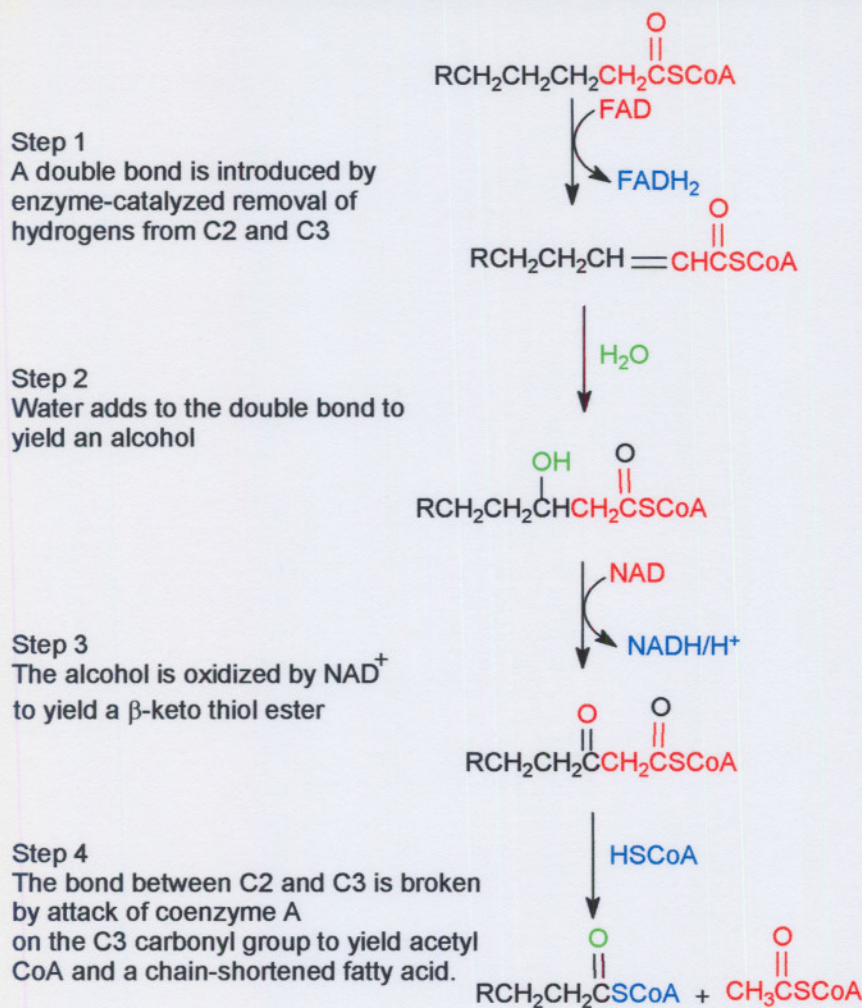 O
RCH₂CH₂CH₂CH₂CSCoA
FAD
Step 1
A double bond is introduced by
enzyme-catalyzed removal of
hydrogens from C2 and C3
FADH₂
O
RCH₂CH₂CH=CHCSCoA
H₂O
Step 2
Water adds to the double bond to
yield an alcohol
OH O
RCH₂CH₂CHCH₂CSCoA
NAD
NADH/H⁺
Step 3
The alcohol is oxidized by NAD⁺
to yield a β-keto thiol ester
O O
RCH₂CH₂CCH₂CSCoA
HSCoA
Step 4
The bond between C2 and C3 is broken
by attack of coenzyme A
on the C3 carbonyl group to yield acetyl
CoA and a chain-shortened fatty acid.
O O
RCH₂CH₂CSCoA + CH₃CSCoA